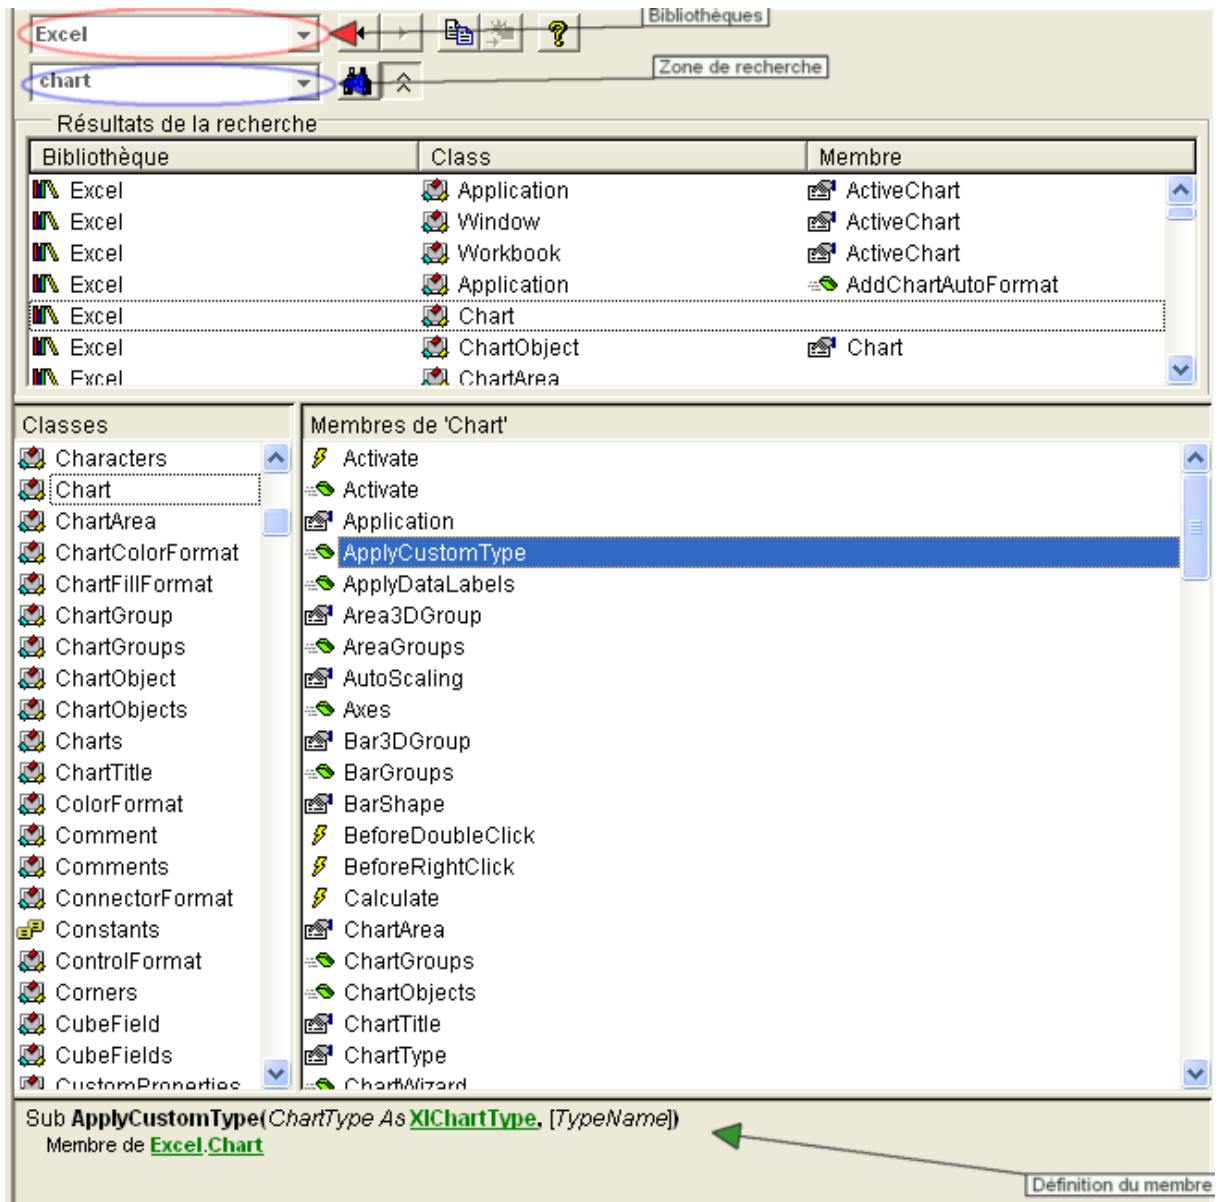 Bibliothèques
Excel
Zone de recherche
chart
Résultats de la recherche
Bibliothèque Class Membre
Excel Application ActiveChart
Excel Window ActiveChart
Excel Workbook ActiveChart
Excel Application AddChartAutoFormat
Excel Chart
Excel ChartObject Chart
Excel ChartArea
Classes
Characters
Chart
ChartArea
ChartColorFormat
ChartFillFormat
ChartGroup
ChartGroups
ChartObject
ChartObjects
Charts
ChartTitle
ColorFormat
Comment
Comments
ConnectorFormat
Constants
ControlFormat
Corners
CubeField
CubeFields
CustomProperties
Membres de 'Chart'
Activate
Activate
Application
ApplyCustomType
ApplyDataLabels
Area3DGroup
AreaGroups
AutoScaling
Axes
Bar3DGroup
BarGroups
BarShape
BeforeDoubleClick
BeforeRightClick
Calculate
ChartArea
ChartGroups
ChartObjects
ChartTitle
ChartType
ChartWizard
Sub ApplyCustomType(ChartType As XlChartType, [TypeName])
Membre de Excel.Chart
Définition du membre